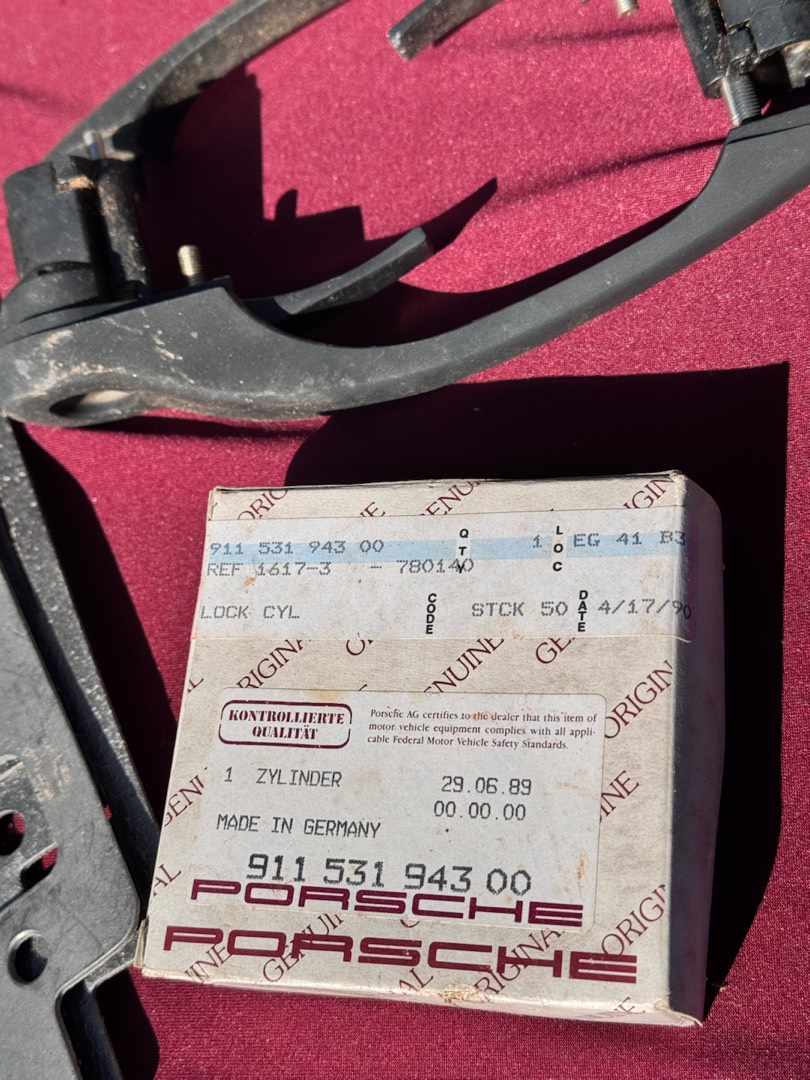 911 531 943 00 QTY 1 LOC EG 41 B3
REF 1617-3 - 780140
LOCK CYL CODE STCK 50 DATE 4/17/90
KONTROLLIERTE
QUALITÄT
Porsche AG certifies to the dealer that this item of
motor vehicle equipment complies with all appli-
cable Federal Motor Vehicle Safety Standards.
1 ZYLINDER 29.06.89
00.00.00
MADE IN GERMANY
911 531 943 00
PORSCHE
PORSCHE
GENUINE
ORIGINAL